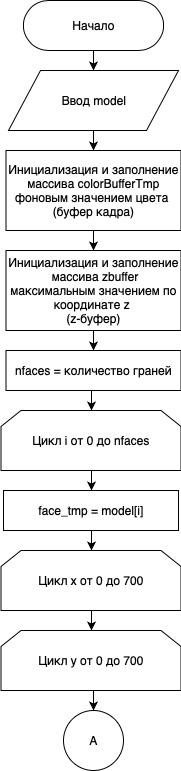 Начало
Ввод model
Инициализация и заполнение
массива colorBufferTmp
фоновым значением цвета
(буфер кадра)
Инициализация и заполнение
массива zbuffer
максимальным значением по
координате z
(z-буфер)
nfaces = количество граней
Цикл i от 0 до nfaces
face_tmp = model[i]
Цикл x от 0 до 700
Цикл y от 0 до 700
A